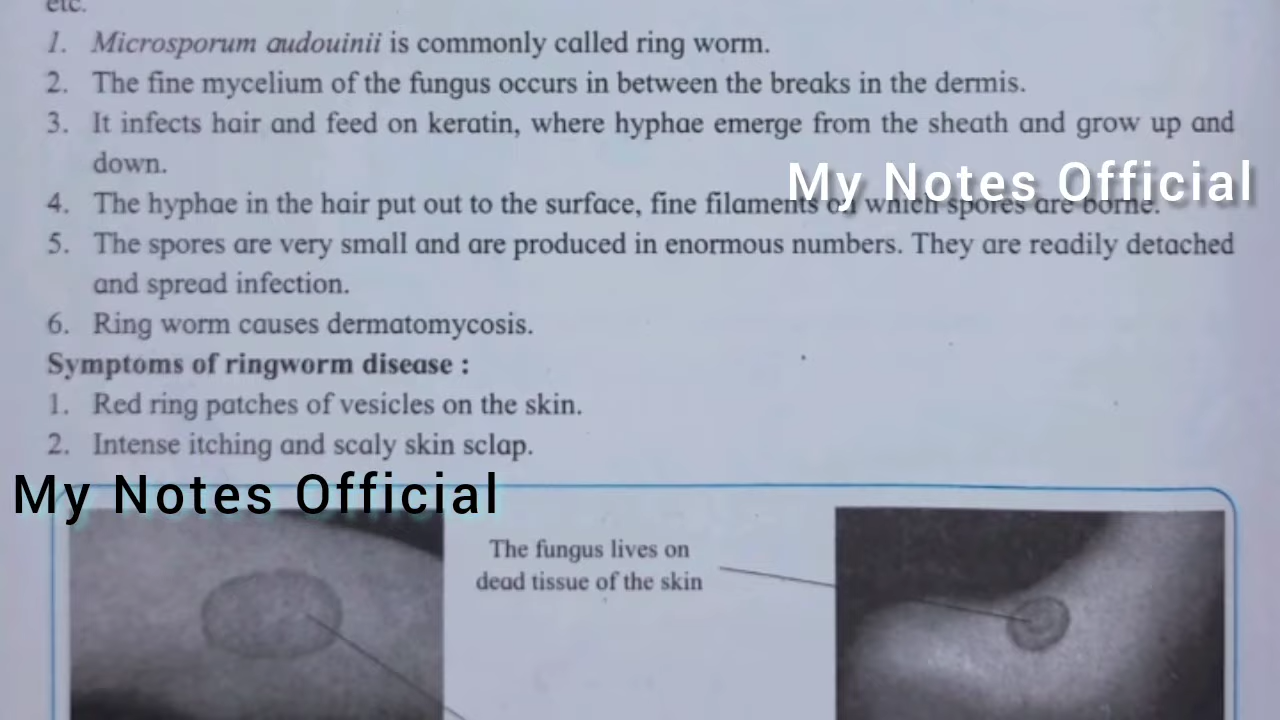 etc.
1. Microsporum audouinii is commonly called ring worm.
2. The fine mycelium of the fungus occurs in between the breaks in the dermis.
3. It infects hair and feed on keratin, where hyphae emerge from the sheath and grow up and
down.
My Notes Official
4. The hyphae in the hair put out to the surface, fine filaments on which spores are borne.
5. The spores are very small and are produced in enormous numbers. They are readily detached
and spread infection.
6. Ring worm causes dermatomycosis.
Symptoms of ringworm disease :
1. Red ring patches of vesicles on the skin.
2. Intense itching and scaly skin sclap.
My Notes Official
The fungus lives on
dead tissue of the skin